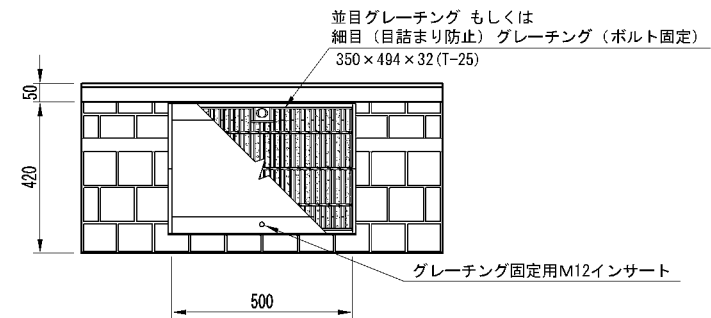 並目グレーチング もしくは
細目（目詰まり防止）グレーチング（ボルト固定）
350×494×32(T-25)
50
420
グレーチング固定用M12インサート
500